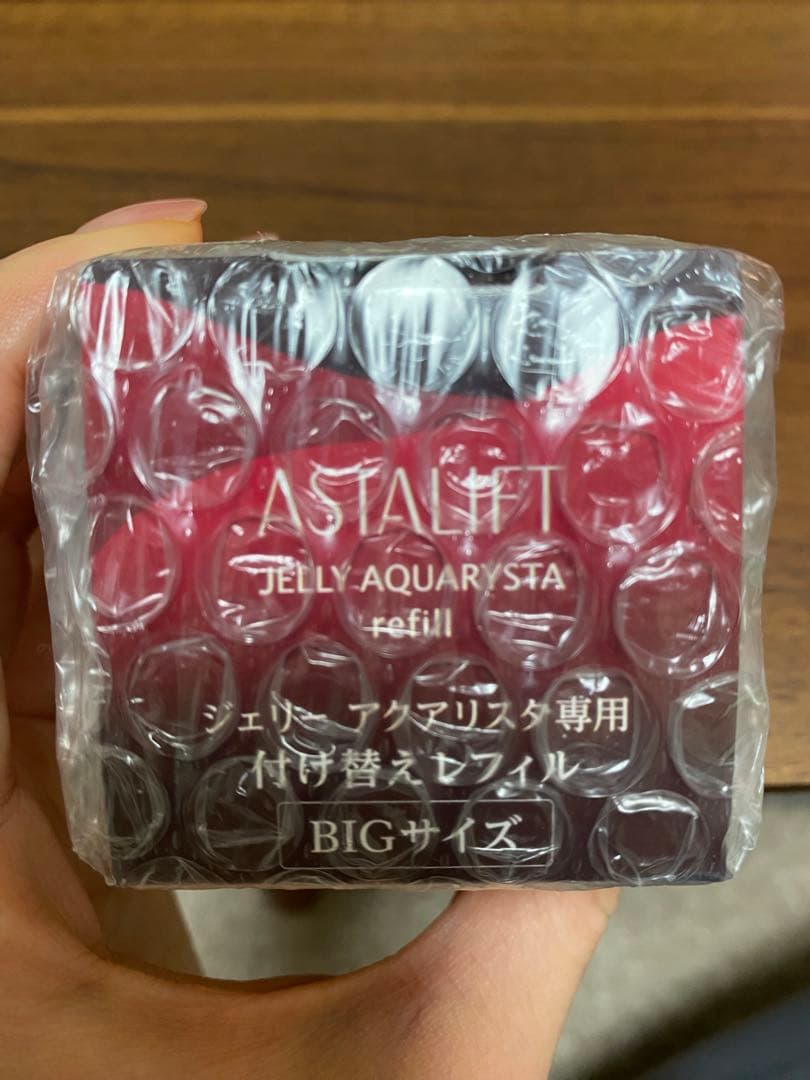 ASTALIFT
JELLY AQUARYSTA
refill
ジェリー アクアリスタ専用
付け替えレフィル
BIGサイズ